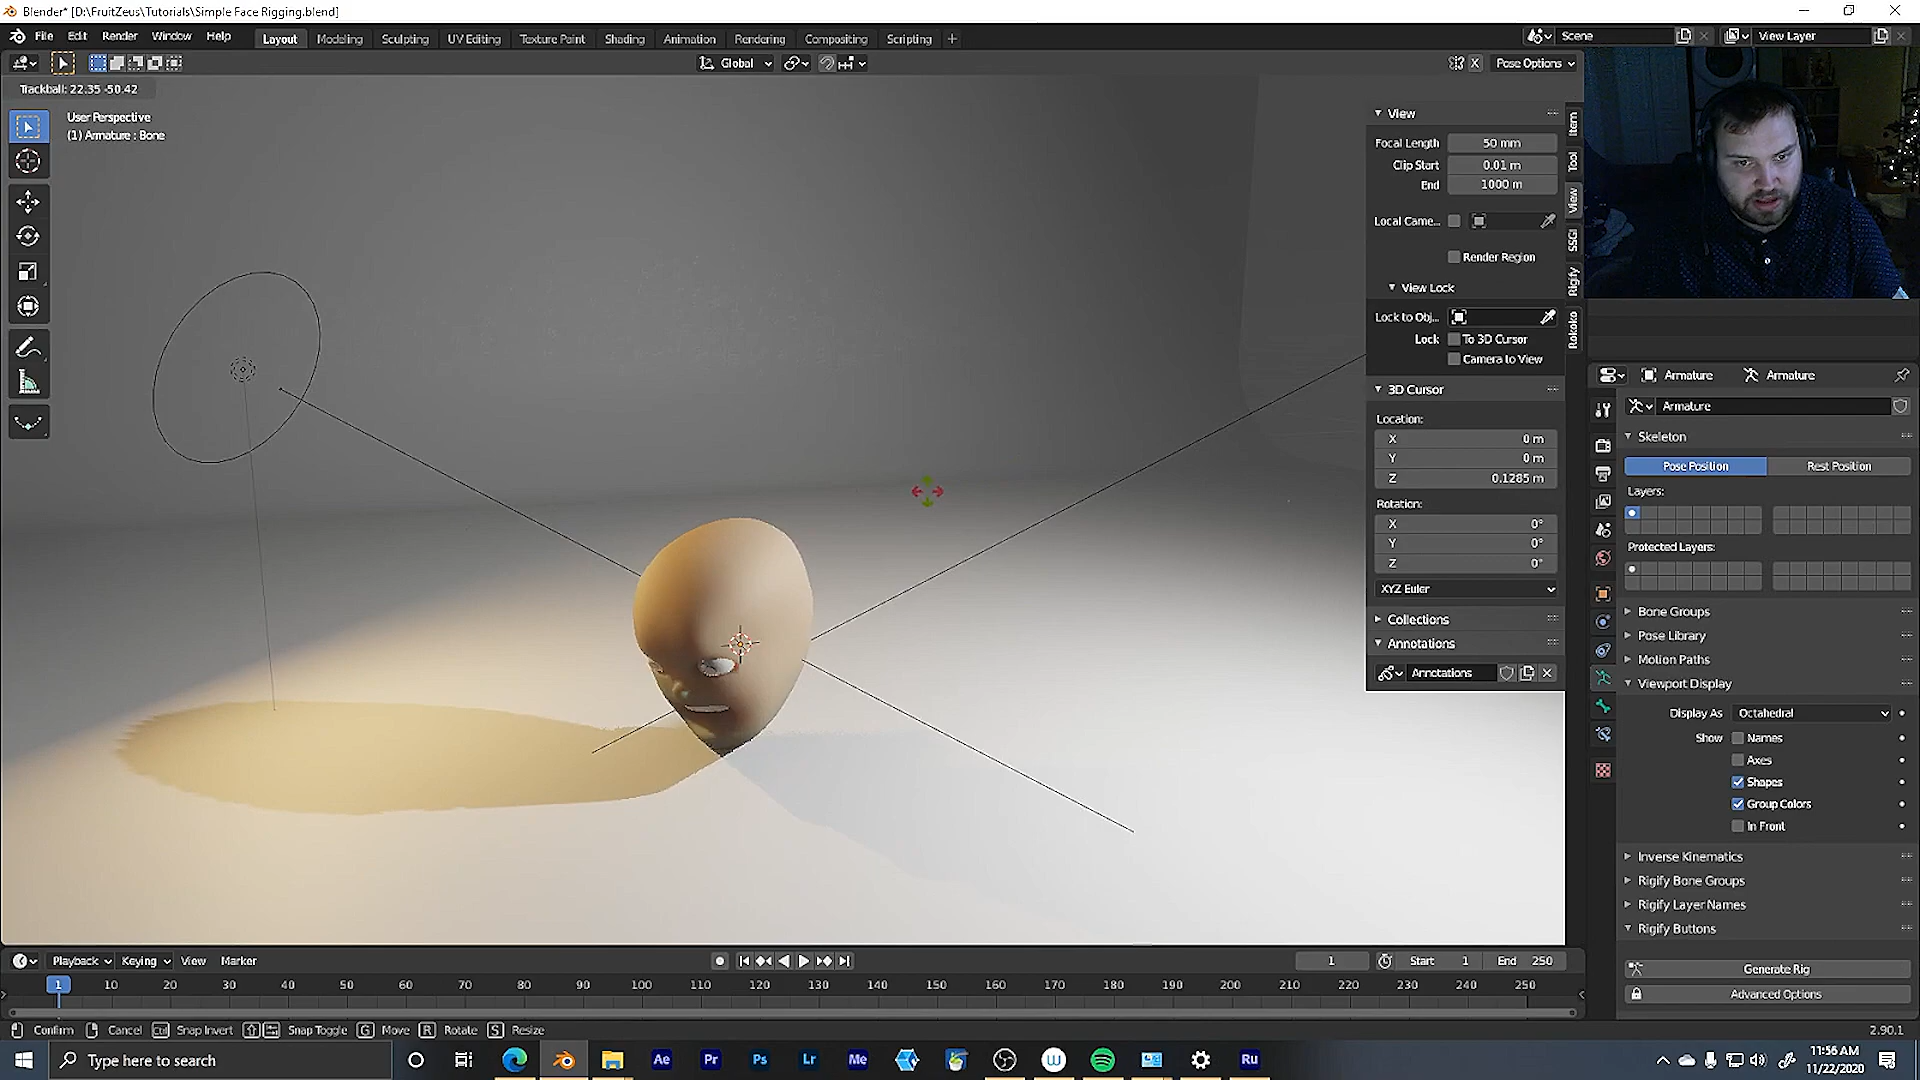 Blender* [D:\FruitZeus\Tutorials\Simple Face Rigging.blend]
File Edit Render Window Help Layout Modeling Sculpting UV Editing Texture Paint Shading Animation Rendering Compositing Scripting + Scene View Layer
Global Pose Options
X
Trackball: 22.35 -50.42
User Perspective
(1) Armature : Bone
View
Focal Length 50 mm
Clip Start 0.01 m
End 1000 m
Local Came...
Render Region
View Lock
Lock to Obj...
Lock To 3D Cursor
Camera to View
3D Cursor
Location:
X 0 m
Y 0 m
Z 0.1285 m
Rotation:
X 0°
Y 0°
Z 0°
XYZ Euler
Collections
Annotations
Annotations
Item
Tool
View
SSGI
Rigify
Rokoko
Armature Armature
Armature
Skeleton
Pose Position Rest Position
Layers:
Protected Layers:
Bone Groups
Pose Library
Motion Paths
Viewport Display
Display As Octahedral
Show Names
Axes
Shapes
Group Colors
In Front
Inverse Kinematics
Rigify Bone Groups
Rigify Layer Names
Rigify Buttons
Generate Rig
Advanced Options
Playback Keying View Marker 1 Start 1 End 250
1 10 20 30 40 50 60 70 80 90 100 110 120 130 140 150 160 170 180 190 200 210 220 230 240 250
Confirm Cancel Ctrl Snap Invert Snap Toggle G Move R Rotate S Resize 2.90.1
Type here to search Ae Pr Ps Lr Me W Ru
11:56 AM
11/22/2020